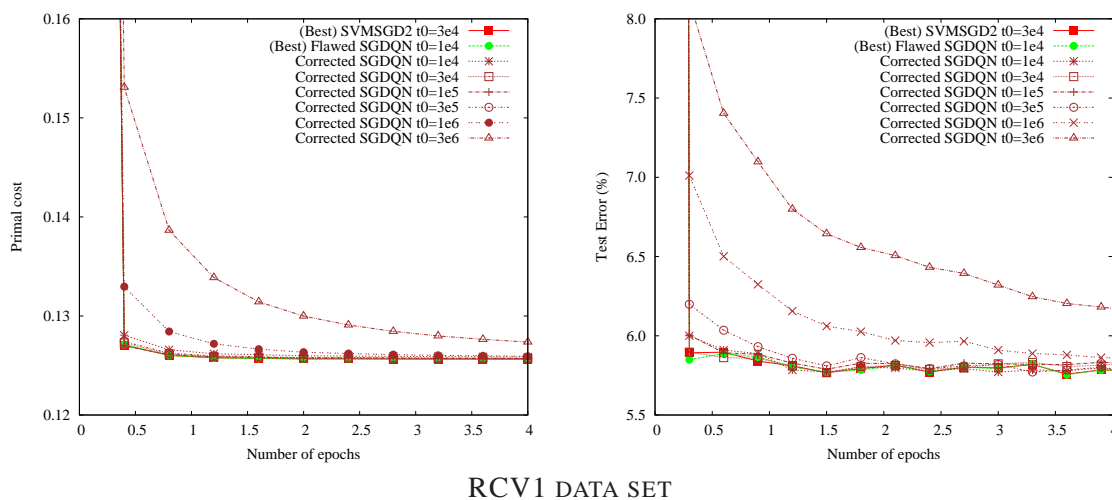 0.16
0.15
0.14
0.13
0.12
0
0.5
1
1.5
2
2.5
3
3.5
4
Primal cost
Number of epochs
(Best) SVMSGD2 t0=3e4
(Best) Flawed SGDQN t0=1e4
Corrected SGDQN t0=1e4
Corrected SGDQN t0=3e4
Corrected SGDQN t0=1e5
Corrected SGDQN t0=3e5
Corrected SGDQN t0=1e6
Corrected SGDQN t0=3e6
8.0
7.5
7.0
6.5
6.0
5.5
0
0.5
1
1.5
2
2.5
3
3.5
4
Test Error (%)
Number of epochs
(Best) SVMSGD2 t0=3e4
(Best) Flawed SGDQN t0=1e4
Corrected SGDQN t0=1e4
Corrected SGDQN t0=3e4
Corrected SGDQN t0=1e5
Corrected SGDQN t0=3e5
Corrected SGDQN t0=1e6
Corrected SGDQN t0=3e6
RCV1 DATA SET